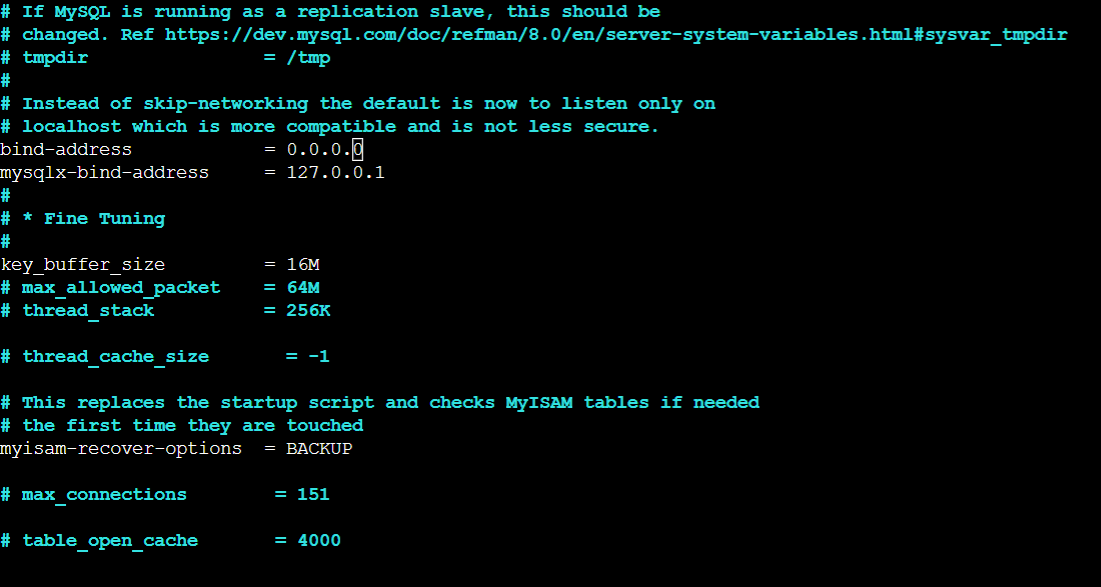 # If MySQL is running as a replication slave, this should be
# changed. Ref https://dev.mysql.com/doc/refman/8.0/en/server-system-variables.html#sysvar_tmpdir
# tmpdir                = /tmp
#
# Instead of skip-networking the default is now to listen only on
# localhost which is more compatible and is not less secure.
bind-address            = 0.0.0.0
mysqlx-bind-address     = 127.0.0.1
#
# * Fine Tuning
#
key_buffer_size         = 16M
# max_allowed_packet    = 64M
# thread_stack          = 256K

# thread_cache_size       = -1

# This replaces the startup script and checks MyISAM tables if needed
# the first time they are touched
myisam-recover-options  = BACKUP

# max_connections        = 151

# table_open_cache       = 4000